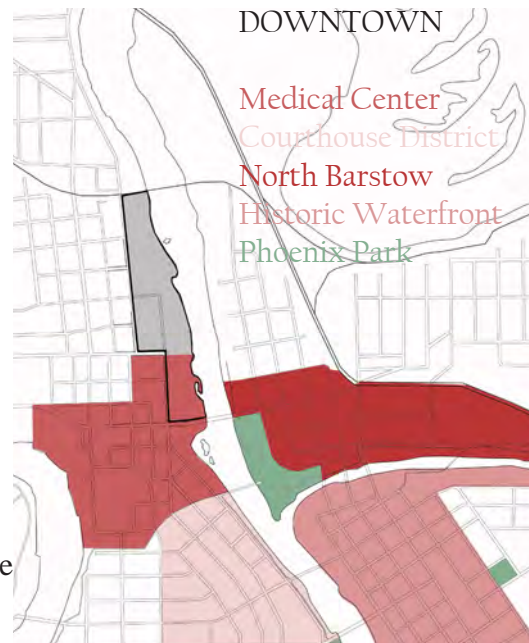 DOWNTOWN
Medical Center
Courthouse District
North Barstow
Historic Waterfront
Phoenix Park
e